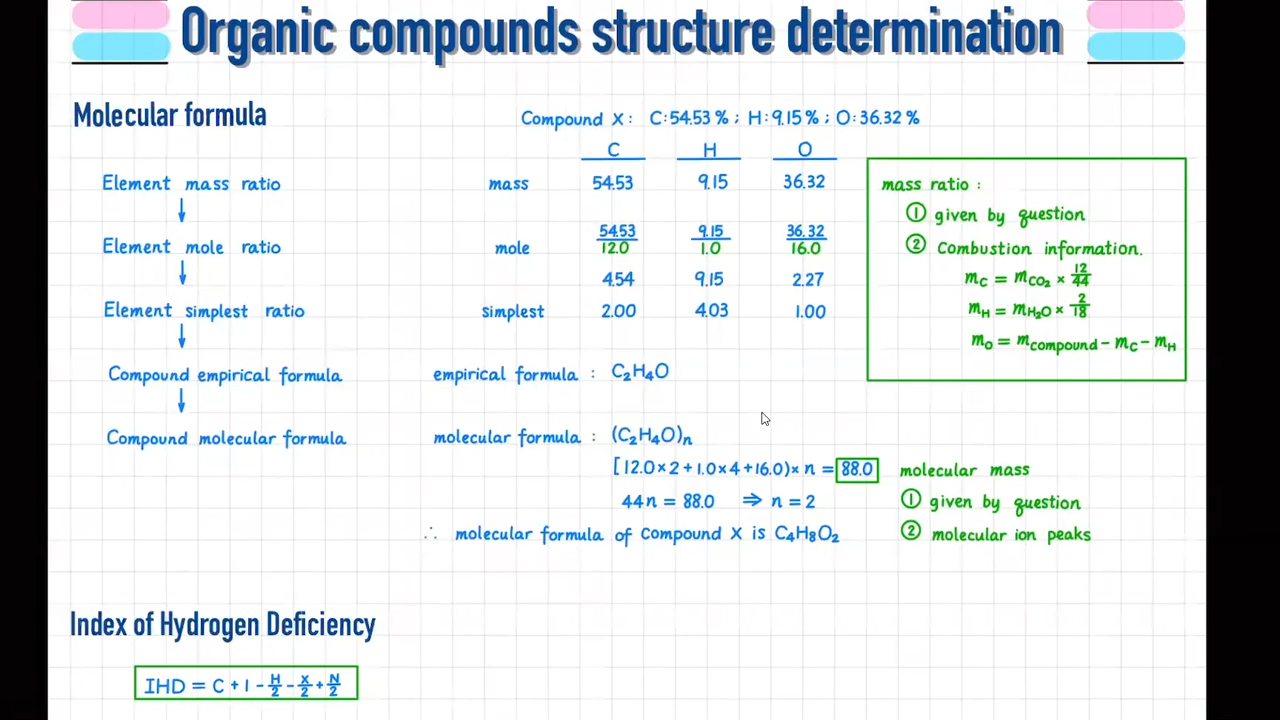 Organic compounds structure determination
Molecular formula
Compound X: C:54.53%; H:9.15%; O:36.32%
C H O
Element mass ratio
↓
Element mole ratio
↓
Element simplest ratio
↓
Compound empirical formula
↓
Compound molecular formula
mass 54.53 9.15 36.32
mole 54.53/12.0 9.15/1.0 36.32/16.0
4.54 9.15 2.27
simplest 2.00 4.03 1.00
empirical formula : C₂H₄O
molecular formula : (C₂H₄O)ₙ
[12.0×2+1.0×4+16.0)×n = 88.0
44n = 88.0 ⇒ n = 2
∴ molecular formula of Compound X is C₄H₈O₂
mass ratio :
① given by question
② Combustion information.
m_C = m_CO₂ × 12/44
m_H = m_H₂O × 2/18
m_O = m_compound − m_C − m_H
molecular mass
① given by question
② molecular ion peaks
Index of Hydrogen Deficiency
IHD = C + 1 − H/2 − X/2 + N/2